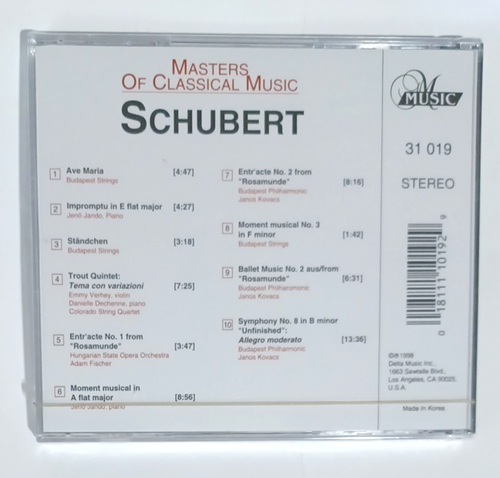 MASTERS
OF CLASSICAL MUSIC
SCHUBERT
1 Ave Maria [4:47]
Budapest Strings
2 Impromptu in E flat major [4:27]
Jenö Jando, Piano
3 Ständchen [3:18]
Budapest Strings
4 Trout Quintet:
Tema con variazioni [7:25]
Emmy Verhey, violin
Danielle Dechenne, piano
Colorado String Quartet
5 Entr'acte No. 1 from
"Rosamunde" [3:47]
Hungarian State Opera Orchestra
Adam Fischer
6 Moment musical in
A flat major [8:56]
Jenö Jando, piano
7 Entr'acte No. 2 from
"Rosamunde" [8:16]
Budapest Philharmonic
Janos Kovacs
8 Moment musical No. 3
in F minor [1:42]
Budapest Strings
9 Ballet Music No. 2 aus/from
"Rosamunde" [6:31]
Budapest Philharmonic
Janos Kovacs
10 Symphony No. 8 in B minor
"Unfinished":
Allegro moderato [13:36]
Budapest Philharmonic
Janos Kovacs
M
MUSIC
31 019
STEREO
0 18111 10192 9
℗© 1998
Delta Music Inc.,
1663 Sawtelle Blvd.,
Los Angeles, CA 90025,
U.S.A.
Made in Korea